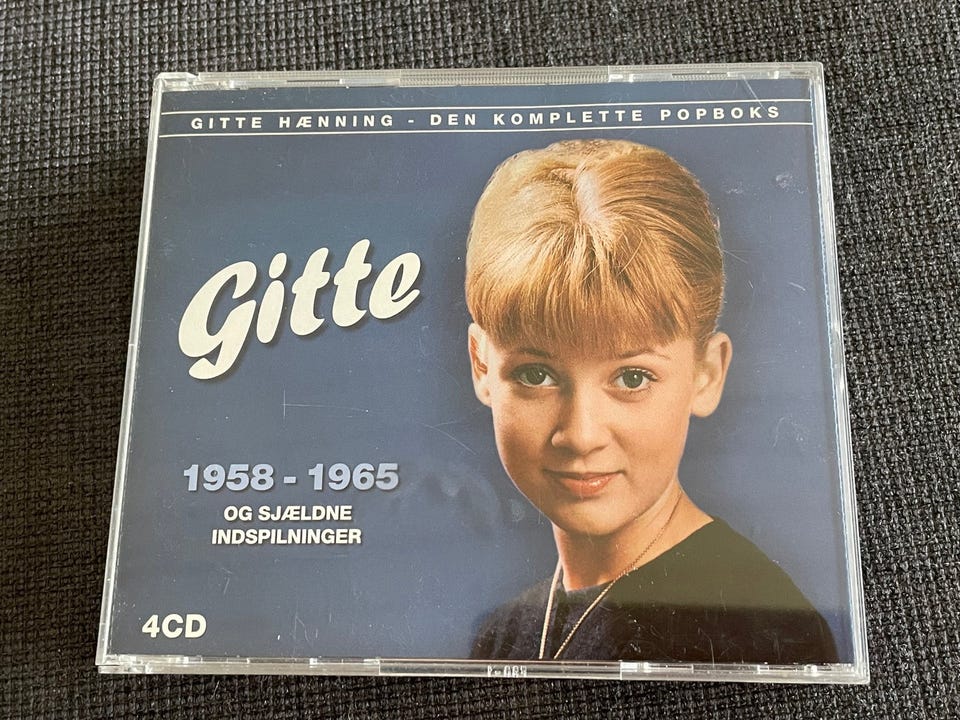 GITTE HÆNNING - DEN KOMPLETTE POPBOKS
Gitte
1958 - 1965
OG SJÆLDNE
INDSPILNINGER
4CD